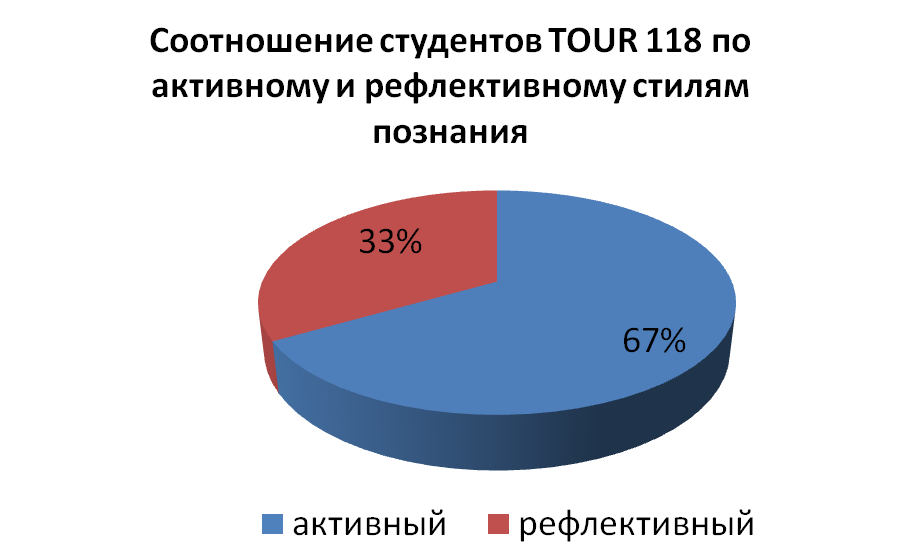 Соотношение студентов TOUR 118 по
активному и рефлективному стилям
познания
33%
67%
активный рефлективный